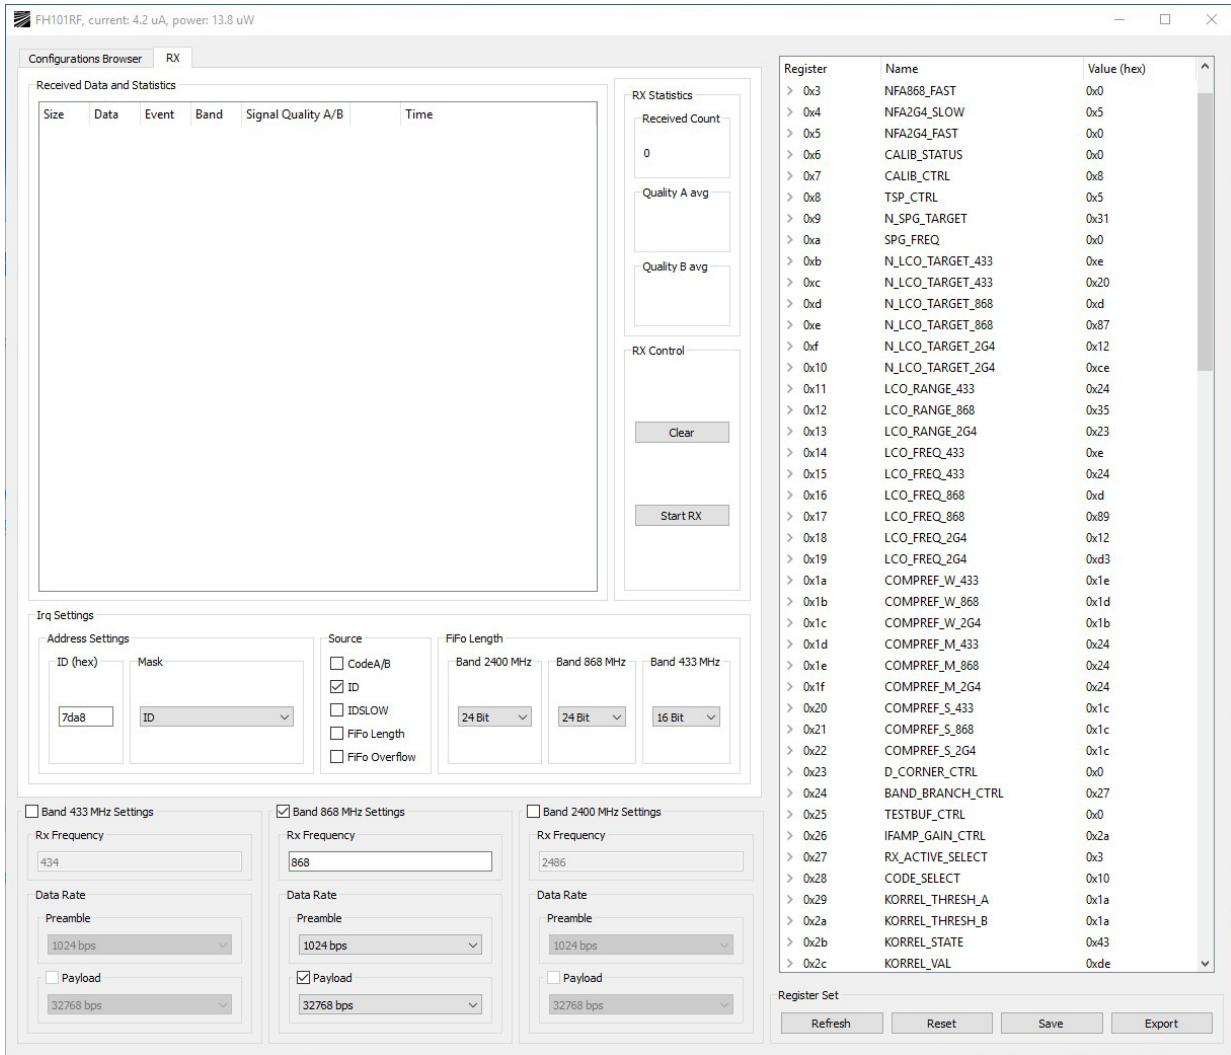 FH101RF, current: 4.2 uA, power: 13.8 uW
Configurations Browser RX
Received Data and Statistics
Size Data Event Band Signal Quality A/B Time
RX Statistics
Received Count
0
Quality A avg
Quality B avg
RX Control
Clear
Start RX
Irq Settings
Address Settings
ID (hex) Mask
7da8 ID
Source
CodeA/B
ID
IDSLOW
FiFo Length
FiFo Overflow
FiFo Length
Band 2400 MHz Band 868 MHz Band 433 MHz
24 Bit 24 Bit 16 Bit
Band 433 MHz Settings
Rx Frequency
434
Data Rate
Preamble
1024 bps
Payload
32768 bps
Band 868 MHz Settings
Rx Frequency
868
Data Rate
Preamble
1024 bps
Payload
32768 bps
Band 2400 MHz Settings
Rx Frequency
2486
Data Rate
Preamble
1024 bps
Payload
32768 bps
Register Name Value (hex)
0x3 NFA868_FAST 0x0
0x4 NFA2G4_SLOW 0x5
0x5 NFA2G4_FAST 0x0
0x6 CALIB_STATUS 0x0
0x7 CALIB_CTRL 0x8
0x8 TSP_CTRL 0x5
0x9 N_SPG_TARGET 0x31
0xa SPG_FREQ 0x0
0xb N_LCO_TARGET_433 0xe
0xc N_LCO_TARGET_433 0x20
0xd N_LCO_TARGET_868 0xd
0xe N_LCO_TARGET_868 0x87
0xf N_LCO_TARGET_2G4 0x12
0x10 N_LCO_TARGET_2G4 0xce
0x11 LCO_RANGE_433 0x24
0x12 LCO_RANGE_868 0x35
0x13 LCO_RANGE_2G4 0x23
0x14 LCO_FREQ_433 0xe
0x15 LCO_FREQ_433 0x24
0x16 LCO_FREQ_868 0xd
0x17 LCO_FREQ_868 0x89
0x18 LCO_FREQ_2G4 0x12
0x19 LCO_FREQ_2G4 0xd3
0x1a COMPREF_W_433 0x1e
0x1b COMPREF_W_868 0x1d
0x1c COMPREF_W_2G4 0x1b
0x1d COMPREF_M_433 0x24
0x1e COMPREF_M_868 0x24
0x1f COMPREF_M_2G4 0x24
0x20 COMPREF_S_433 0x1c
0x21 COMPREF_S_868 0x1c
0x22 COMPREF_S_2G4 0x1c
0x23 D_CORNER_CTRL 0x0
0x24 BAND_BRANCH_CTRL 0x27
0x25 TESTBUF_CTRL 0x0
0x26 IFAMP_GAIN_CTRL 0x2a
0x27 RX_ACTIVE_SELECT 0x3
0x28 CODE_SELECT 0x10
0x29 KORREL_THRESH_A 0x1a
0x2a KORREL_THRESH_B 0x1a
0x2b KORREL_STATE 0x43
0x2c KORREL_VAL 0xde
Register Set
Refresh Reset Save Export